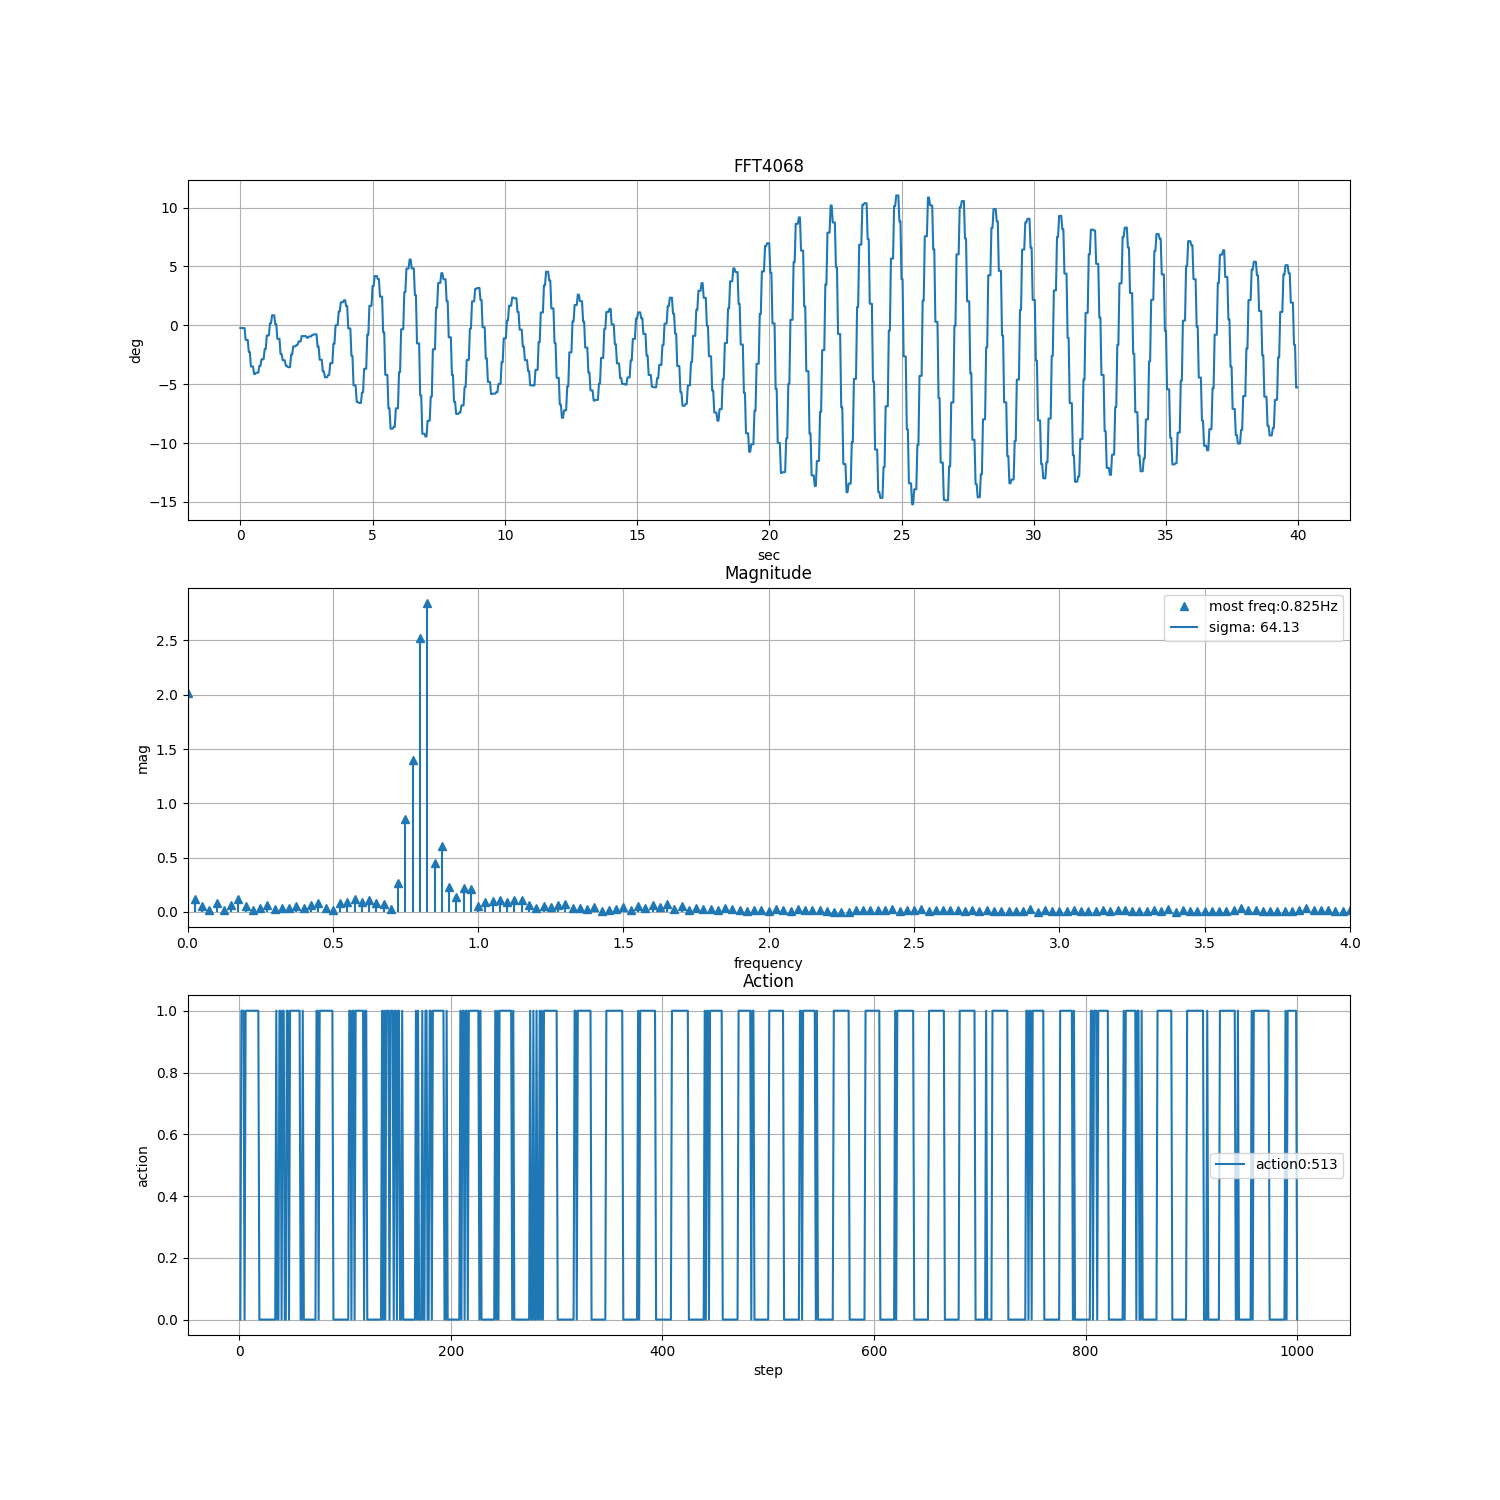 FFT4068
10
5
0
−5
−10
−15
deg
0 5 10 15 20 25 30 35 40
sec
Magnitude
most freq:0.825Hz
sigma: 64.13
2.5
2.0
1.5
1.0
0.5
0.0
mag
0.0 0.5 1.0 1.5 2.0 2.5 3.0 3.5 4.0
frequency
Action
1.0
0.8
0.6
0.4
0.2
0.0
action
action0:513
0 200 400 600 800 1000
step